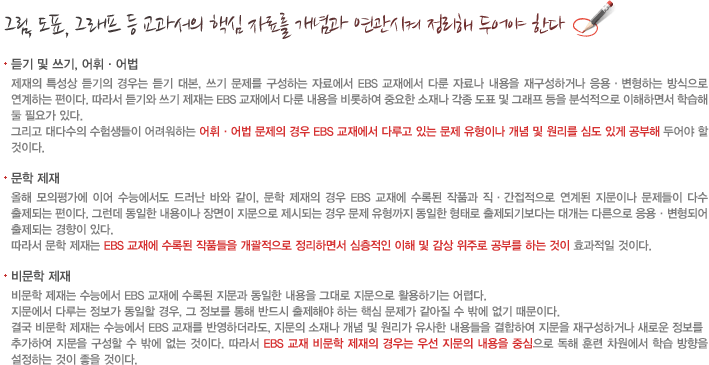 그림, 도표, 그래프 등 교과서의 핵심 자료를 개념과 연관시켜 정리해 두어야 한다
· 듣기 및 쓰기, 어휘 · 어법
제재의 특성상 듣기의 경우는 듣기 대본, 쓰기 문제를 구성하는 자료에서 EBS 교재에서 다룬 자료나 내용을 재구성하거나 응용 · 변형하는 방식으로
연계하는 편이다. 따라서 듣기와 쓰기 제재는 EBS 교재에서 다룬 내용을 비롯하여 중요한 소재나 각종 도표 및 그래프 등을 분석적으로 이해하면서 학습해
둘 필요가 있다.
그리고 대다수의 수험생들이 어려워하는 어휘 · 어법 문제의 경우 EBS 교재에서 다루고 있는 문제 유형이나 개념 및 원리를 심도 있게 공부해 두어야 할
것이다.
· 문학 제재
올해 모의평가에 이어 수능에서도 드러난 바와 같이, 문학 제재의 경우 EBS 교재에 수록된 작품과 직 · 간접적으로 연계된 지문이나 문제들이 다수
출제되는 편이다. 그런데 동일한 내용이나 장면이 지문으로 제시되는 경우 문제 유형까지 동일한 형태로 출제되기보다는 대개는 다른으로 응용 · 변형되어
출제되는 경향이 있다.
따라서 문학 제재는 EBS 교재에 수록된 작품들을 개괄적으로 정리하면서 심층적인 이해 및 감상 위주로 공부를 하는 것이 효과적일 것이다.
· 비문학 제재
비문학 제재는 수능에서 EBS 교재에 수록된 지문과 동일한 내용을 그대로 지문으로 활용하기는 어렵다.
지문에서 다루는 정보가 동일할 경우, 그 정보를 통해 반드시 출제해야 하는 핵심 문제가 같아질 수 밖에 없기 때문이다.
결국 비문학 제재는 수능에서 EBS 교재를 반영하더라도, 지문의 소재나 개념 및 원리가 유사한 내용들을 결합하여 지문을 재구성하거나 새로운 정보를
추가하여 지문을 구성할 수 밖에 없는 것이다. 따라서 EBS 교재 비문학 제재의 경우는 우선 지문의 내용을 중심으로 독해 훈련 차원에서 학습 방향을
설정하는 것이 좋을 것이다.